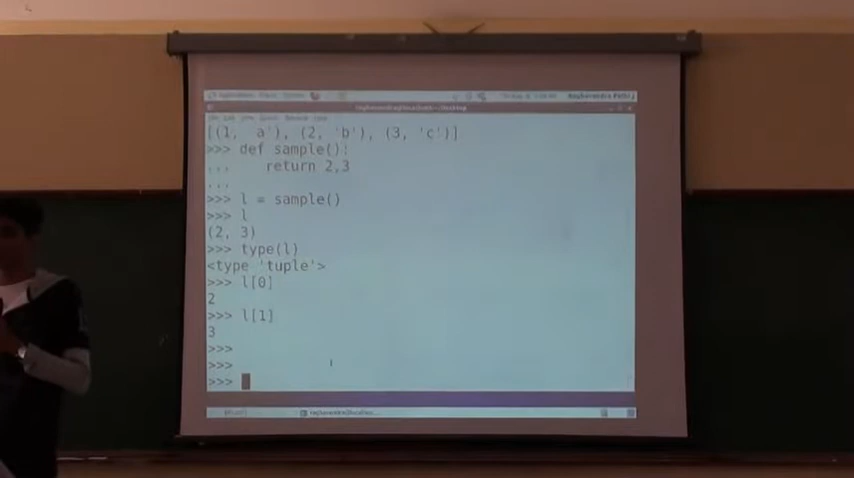 [(1, 'a'), (2, 'b'), (3, 'c')]
>>> def sample():
...     return 2,3
...
>>> l = sample()
>>> l
(2, 3)
>>> type(l)
<type 'tuple'>
>>> l[0]
2
>>> l[1]
3
>>>
>>>
>>>